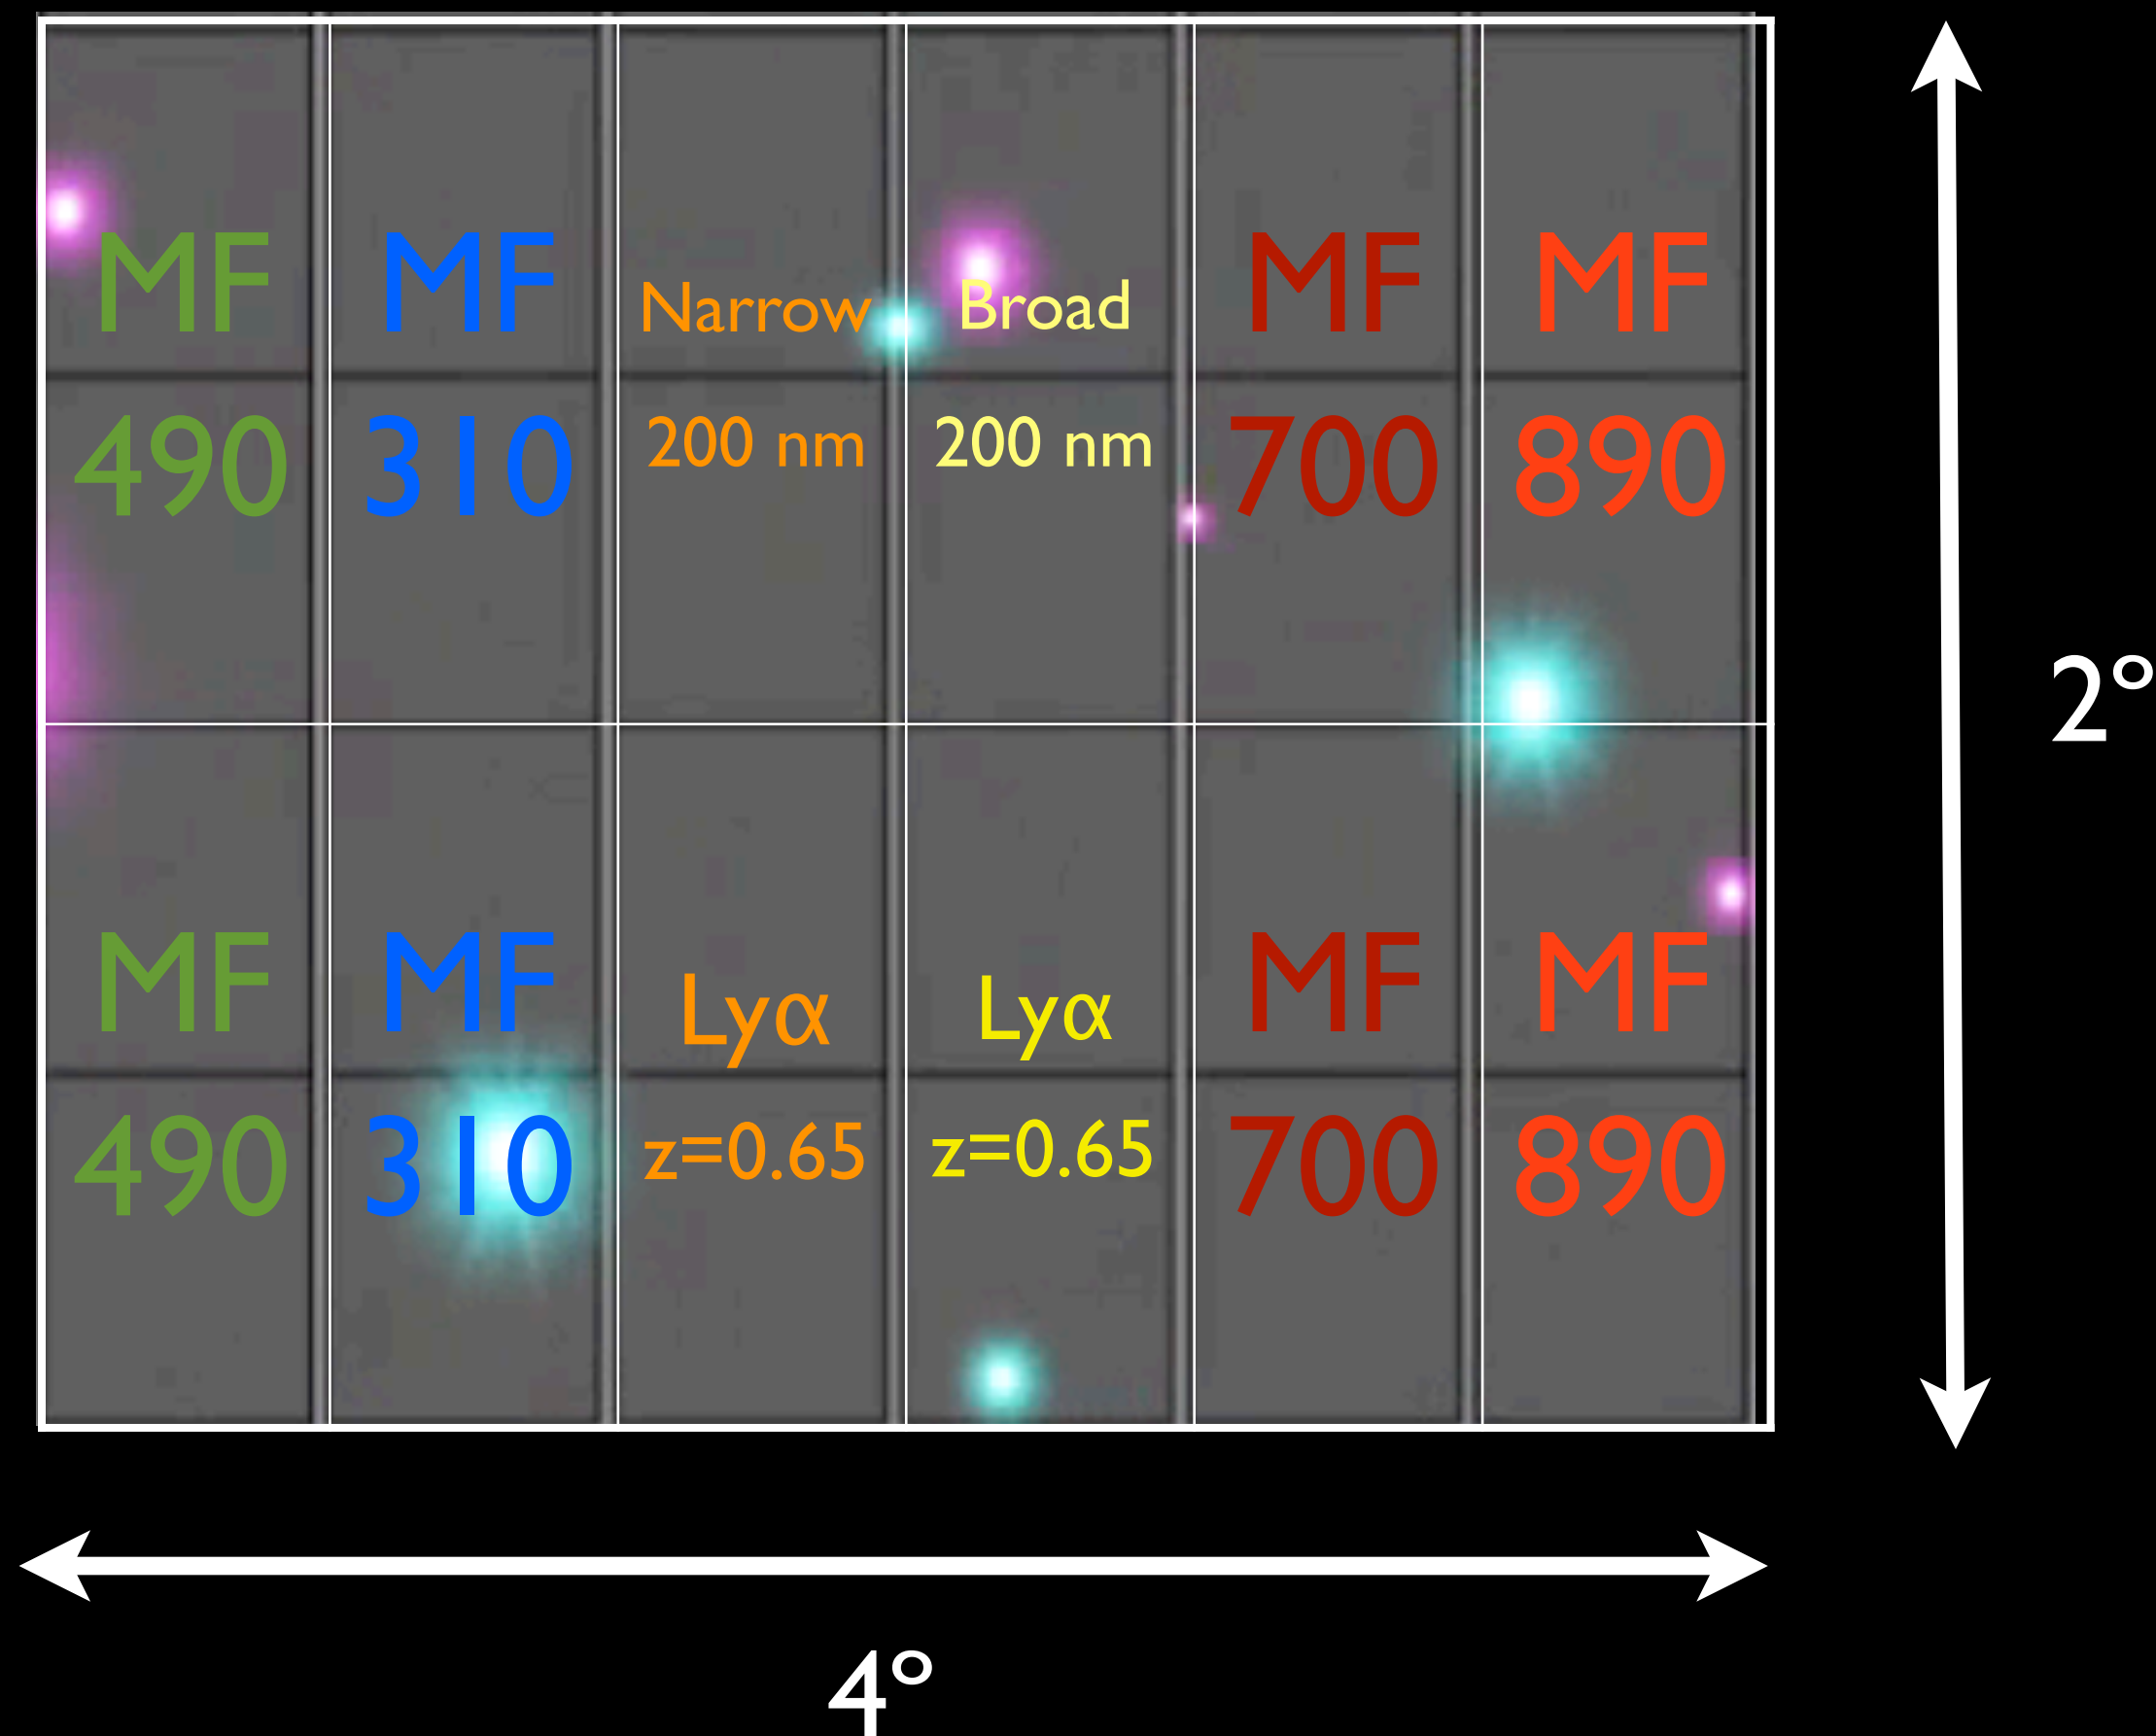 MF MF Narrow Broad MF MF
490 310 200 nm 200 nm 700 890
2°
MF MF Lyα Lyα MF MF
490 310 z=0.65 z=0.65 700 890
4°